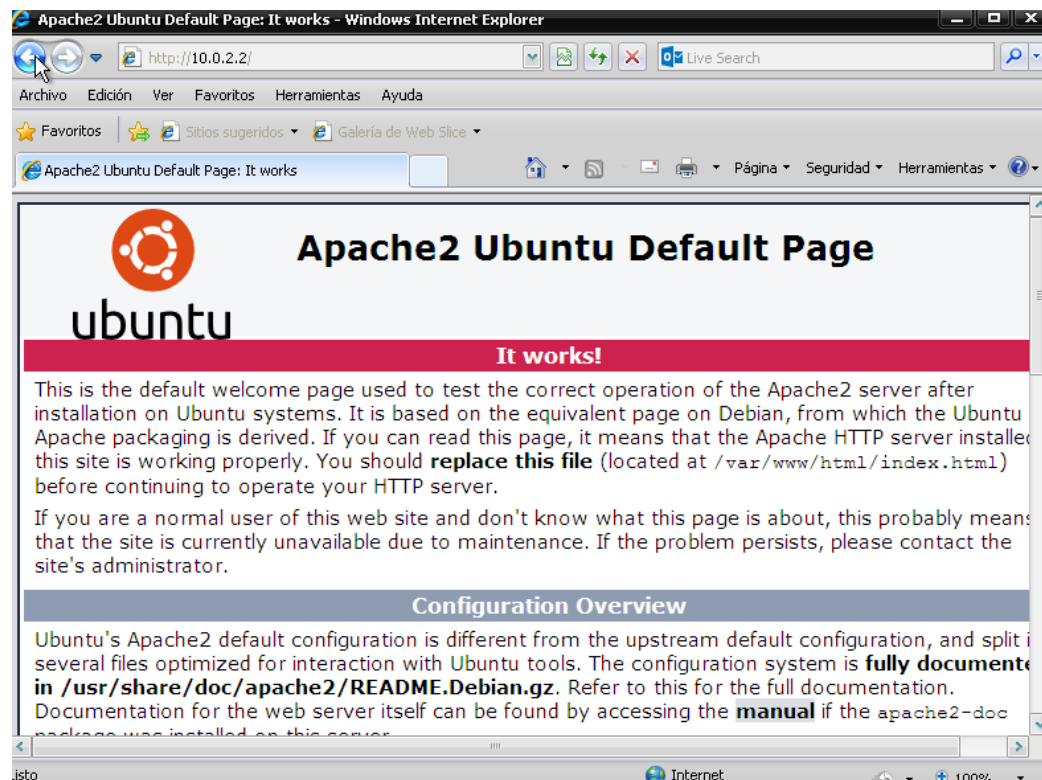 Apache2 Ubuntu Default Page: It works - Windows Internet Explorer
http://10.0.2.2/
Live Search
Archivo Edición Ver Favoritos Herramientas Ayuda
Favoritos Sitios sugeridos Galería de Web Slice
Apache2 Ubuntu Default Page: It works Página Seguridad Herramientas
Apache2 Ubuntu Default Page
ubuntu
It works!
This is the default welcome page used to test the correct operation of the Apache2 server after
installation on Ubuntu systems. It is based on the equivalent page on Debian, from which the Ubuntu
Apache packaging is derived. If you can read this page, it means that the Apache HTTP server installed
this site is working properly. You should replace this file (located at /var/www/html/index.html)
before continuing to operate your HTTP server.
If you are a normal user of this web site and don't know what this page is about, this probably means
that the site is currently unavailable due to maintenance. If the problem persists, please contact the
site's administrator.
Configuration Overview
Ubuntu's Apache2 default configuration is different from the upstream default configuration, and split i
several files optimized for interaction with Ubuntu tools. The configuration system is fully documente
in /usr/share/doc/apache2/README.Debian.gz. Refer to this for the full documentation.
Documentation for the web server itself can be found by accessing the manual if the apache2-doc
package was installed on this server.
Listo Internet 100%